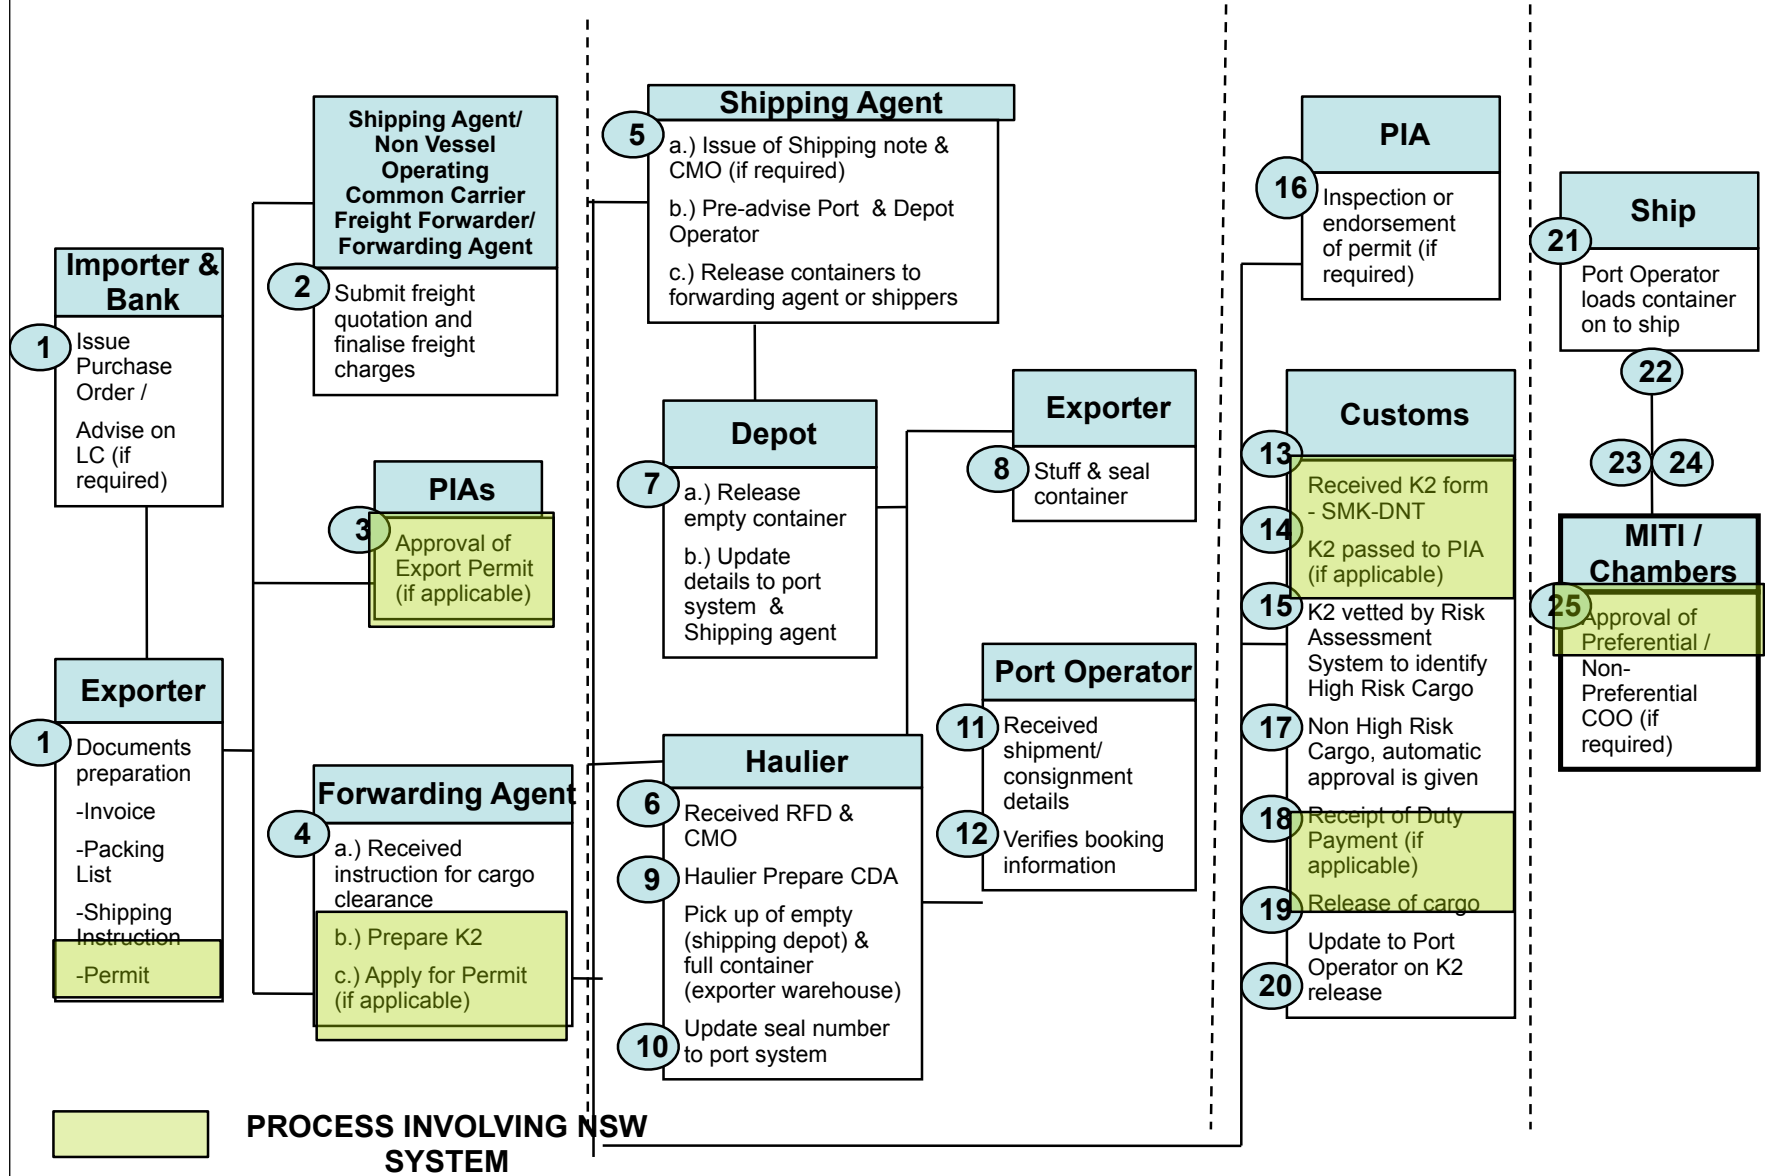 Importer &
Bank
1
Issue
Purchase
Order /
Advise on
LC (if
required)
Exporter
1
Documents
preparation
-Invoice
-Packing
List
-Shipping
Instruction
-Permit
Shipping Agent/
Non Vessel
Operating
Common Carrier
Freight Forwarder/
Forwarding Agent
2
Submit freight
quotation and
finalise freight
charges
PIAs
3
Approval of
Export Permit
(if applicable)
Forwarding Agent
4
a.) Received
instruction for cargo
clearance
b.) Prepare K2
c.) Apply for Permit
(if applicable)
Shipping Agent
5
a.) Issue of Shipping note &
CMO (if required)
b.) Pre-advise Port & Depot
Operator
c.) Release containers to
forwarding agent or shippers
Depot
7
a.) Release
empty container
b.) Update
details to port
system &
Shipping agent
Exporter
8
Stuff & seal
container
Haulier
6
Received RFD &
CMO
9
Haulier Prepare CDA
Pick up of empty
(shipping depot) &
full container
(exporter warehouse)
10
Update seal number
to port system
Port Operator
11
Received
shipment/
consignment
details
12
Verifies booking
information
PIA
16
Inspection or
endorsement
of permit (if
required)
Customs
13
Received K2 form
- SMK-DNT
14
K2 passed to PIA
(if applicable)
15
K2 vetted by Risk
Assessment
System to identify
High Risk Cargo
17
Non High Risk
Cargo, automatic
approval is given
18
Receipt of Duty
Payment (if
applicable)
19
Release of cargo
Update to Port
Operator on K2
release
20
Ship
21
Port Operator
loads container
on to ship
22
23
24
MITI /
Chambers
25
Approval of
Preferential /
Non-
Preferential
COO (if
required)
PROCESS INVOLVING NSW
SYSTEM